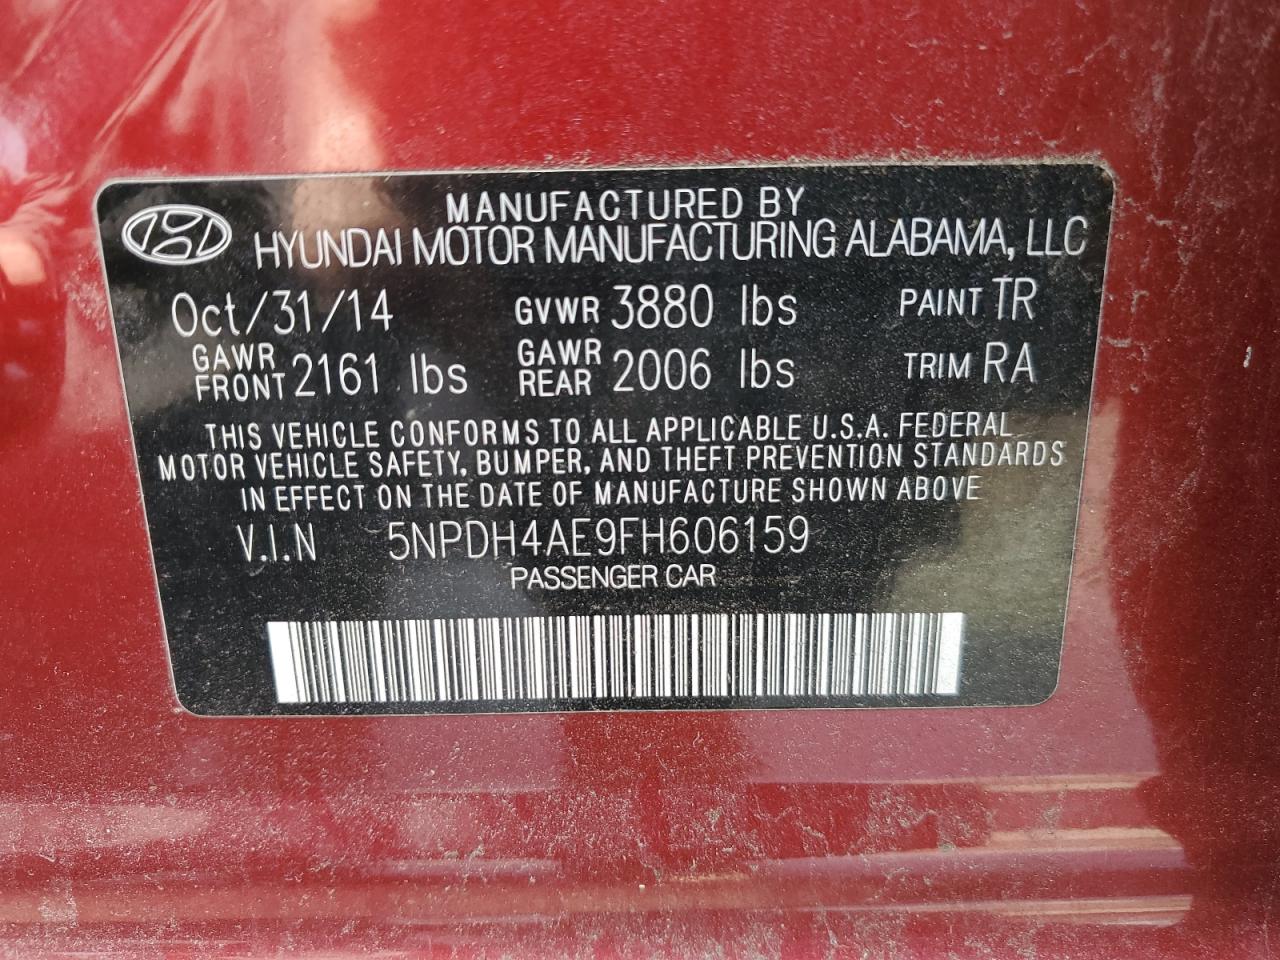 MANUFACTURED BY
HYUNDAI MOTOR MANUFACTURING ALABAMA, LLC
Oct/31/14 GVWR 3880 lbs PAINT TR
GAWR FRONT 2161 lbs GAWR REAR 2006 lbs TRIM RA
THIS VEHICLE CONFORMS TO ALL APPLICABLE U.S.A. FEDERAL
MOTOR VEHICLE SAFETY, BUMPER, AND THEFT PREVENTION STANDARDS
IN EFFECT ON THE DATE OF MANUFACTURE SHOWN ABOVE
V.I.N 5NPDH4AE9FH606159
PASSENGER CAR